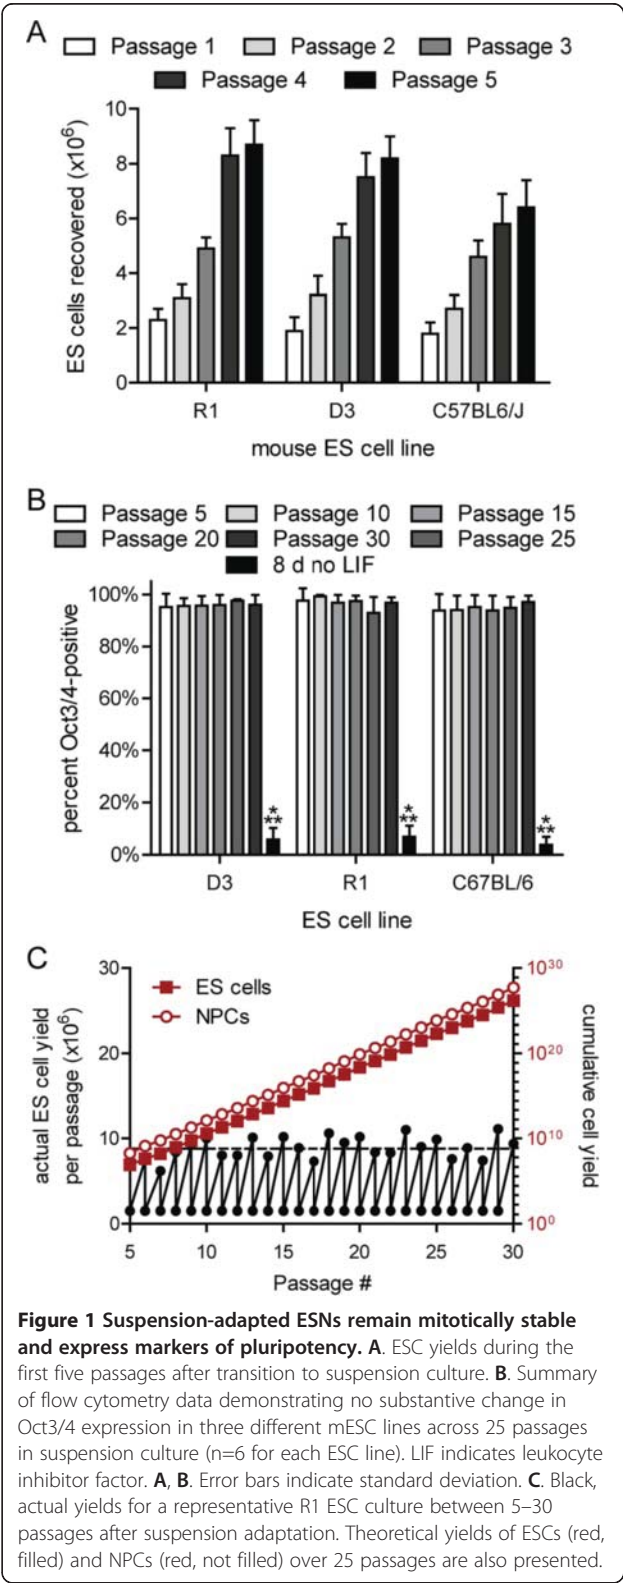 A
Passage 1 Passage 2 Passage 3
Passage 4 Passage 5
10
8
6
4
2
0
ES cells recovered (x10⁶)
R1 D3 C57BL6/J
mouse ES cell line
B
Passage 5 Passage 10 Passage 15
Passage 20 Passage 30 Passage 25
8 d no LIF
100%
80%
60%
40%
20%
0%
percent Oct3/4-positive
*
**
*
**
*
**
D3 R1 C67BL/6
ES cell line
C
30
20
10
0
actual ES cell yield
per passage (x10⁶)
ES cells
NPCs
10³⁰
10²⁰
10¹⁰
10⁰
cumulative cell yield
5 10 15 20 25 30
Passage #
Figure 1 Suspension-adapted ESNs remain mitotically stable
and express markers of pluripotency. A. ESC yields during the
first five passages after transition to suspension culture. B. Summary
of flow cytometry data demonstrating no substantive change in
Oct3/4 expression in three different mESC lines across 25 passages
in suspension culture (n=6 for each ESC line). LIF indicates leukocyte
inhibitor factor. A, B. Error bars indicate standard deviation. C. Black,
actual yields for a representative R1 ESC culture between 5–30
passages after suspension adaptation. Theoretical yields of ESCs (red,
filled) and NPCs (red, not filled) over 25 passages are also presented.